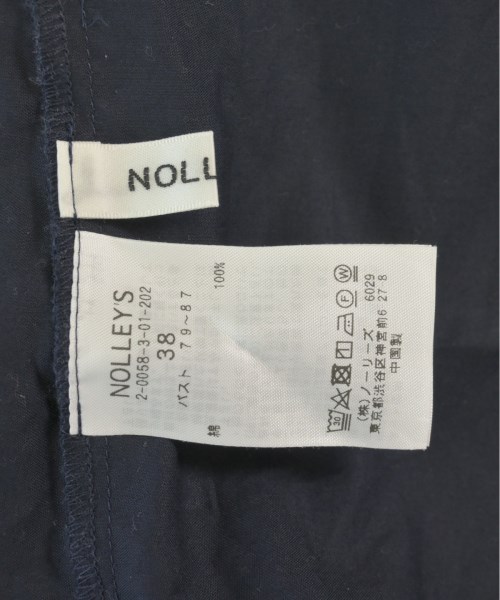 NOLL
NOLLEY'S
2-0058-3-01-202
38
バスト 79～87
綿 100%
30 F W
(株)ノーリーズ 6029
東京都渋谷区神宮前6 27-8
中国製